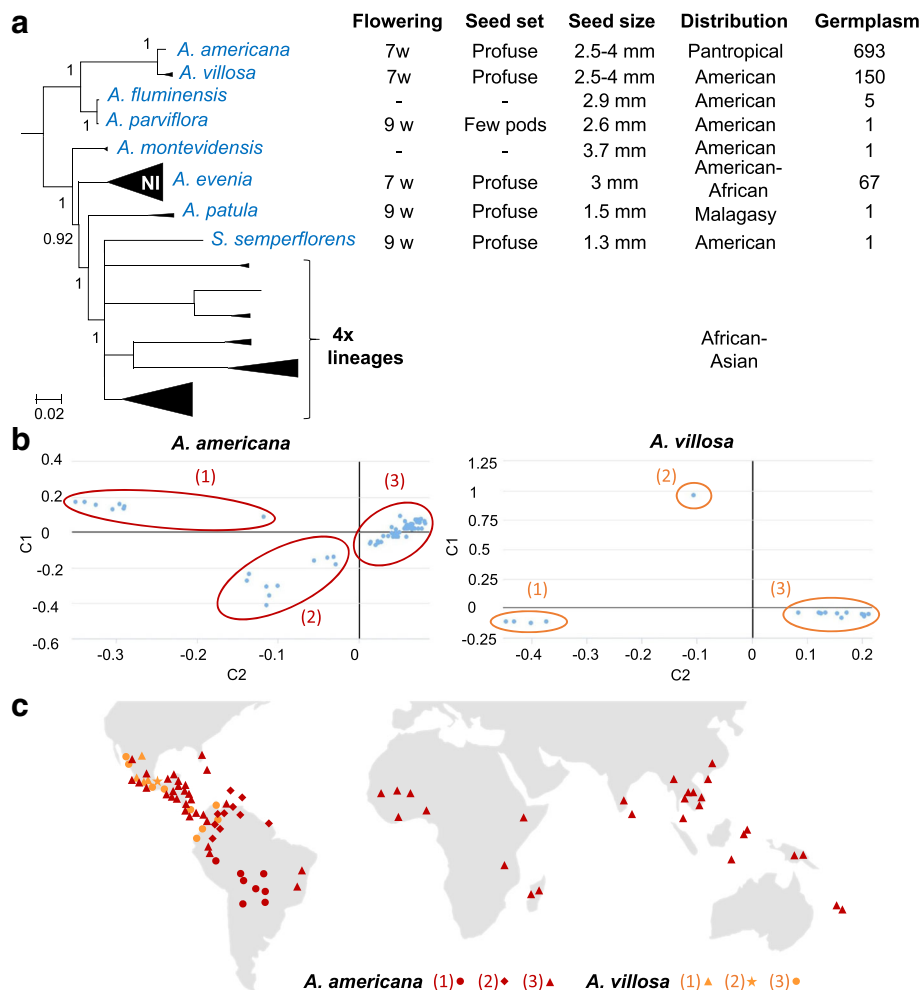 a
Flowering Seed set Seed size Distribution Germplasm
1 A. americana 7w Profuse 2.5-4 mm Pantropical 693
1 A. villosa 7w Profuse 2.5-4 mm American 150
A. fluminensis - - 2.9 mm American 5
1 A. parviflora 9 w Few pods 2.6 mm American 1
A. montevidensis - - 3.7 mm American 1
1 NI A. evenia 7 w Profuse 3 mm American-African 67
A. patula 9 w Profuse 1.5 mm Malagasy 1
0.92 S. semperflorens 9 w Profuse 1.3 mm American 1
1
1
4x
lineages
African-
Asian
0.02
b
A. americana
0.4
0.2
0
-0.2
-0.4
-0.6
C1
(1)
(2)
(3)
-0.3 -0.2 -0.1 0
C2
A. villosa
1.25
1
0.75
0.5
0.25
0
-0.25
C1
(2)
(1)
(3)
-0.4 -0.3 -0.2 -0.1 0 0.1 0.2
C2
c
A. americana (1) (2) (3) A. villosa (1) (2) (3)